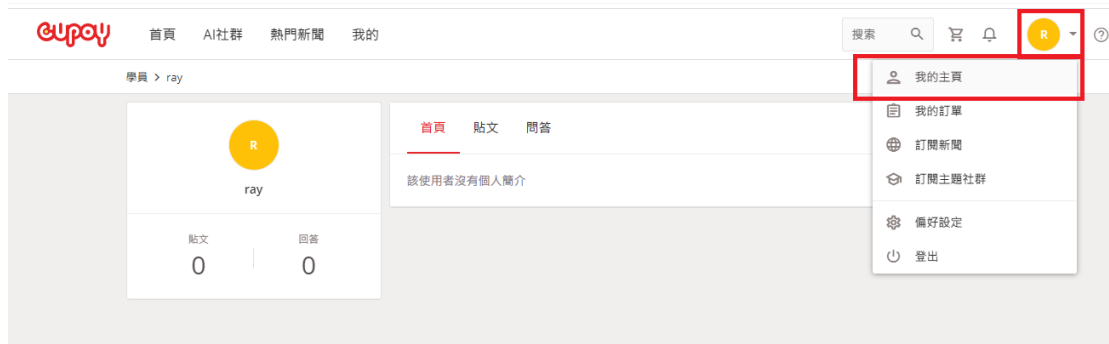 cupoy 首頁 AI社群 熱門新聞 我的 搜索 R
學員 > ray
我的主頁
我的訂單
訂閱新聞
訂閱主題社群
偏好設定
登出
R
ray
貼文 回答
0 0
首頁 貼文 問答
該使用者沒有個人簡介